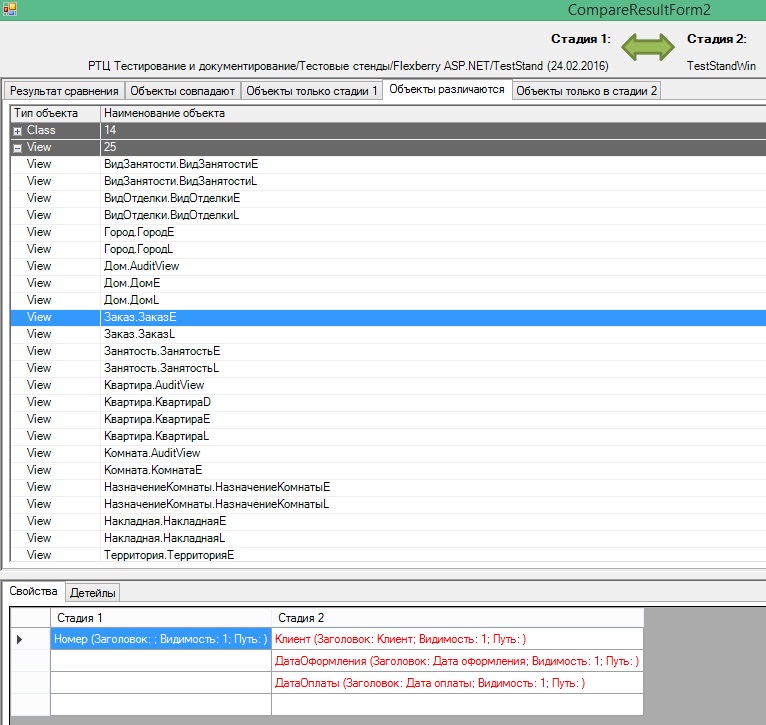 CompareResultForm2
Стадия 1: Стадия 2:
РТЦ Тестирование и документирование/Тестовые стенды/Flexberry ASP.NET/TestStand (24.02.2016) TestStandWin
Результат сравнения Объекты совпадают Объекты только стадии 1 Объекты различаются Объекты только в стадии 2
Тип объекта Наименование объекта
Class 14
View 25
View ВидЗанятости.ВидЗанятостиE
View ВидЗанятости.ВидЗанятостиL
View ВидОтделки.ВидОтделкиE
View ВидОтделки.ВидОтделкиL
View Город.ГородE
View Город.ГородL
View Дом.AuditView
View Дом.ДомE
View Дом.ДомL
View Заказ.ЗаказE
View Заказ.ЗаказL
View Занятость.ЗанятостьE
View Занятость.ЗанятостьL
View Квартира.AuditView
View Квартира.КвартираD
View Квартира.КвартираE
View Квартира.КвартираL
View Комната.AuditView
View Комната.КомнатаE
View НазначениеКомнаты.НазначениеКомнатыE
View НазначениеКомнаты.НазначениеКомнатыL
View Накладная.НакладнаяE
View Накладная.НакладнаяL
View Территория.ТерриторияE
Свойства Детейлы
Стадия 1 Стадия 2
Номер (Заголовок: ; Видимость: 1; Путь: ) Клиент (Заголовок: Клиент; Видимость: 1; Путь: )
ДатаОформления (Заголовок: Дата оформления; Видимость: 1; Путь: )
ДатаОплаты (Заголовок: Дата оплаты; Видимость: 1; Путь: )